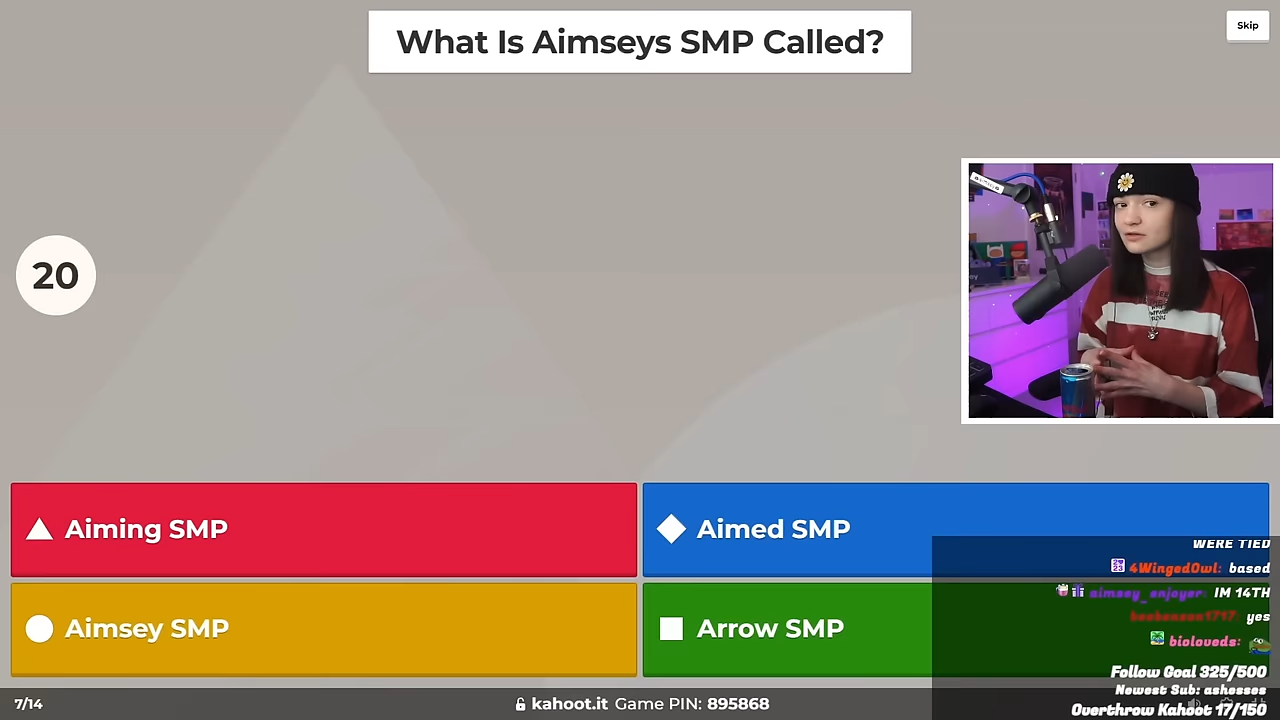 What Is Aimseys SMP Called?
Skip
20
Aiming SMP
Aimed SMP
Aimsey SMP
Arrow SMP
WERE TIED
4WingedOwl: based
aimsey_enjoyer: IM 14TH
yes
bioloveds:
Follow Goal 325/500
Newest Sub: ashesses
Overthrow Kahoot 17/150
7/14
kahoot.it Game PIN: 895868